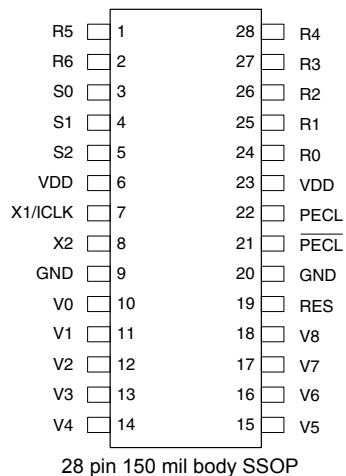 R5 1 28 R4
R6 2 27 R3
S0 3 26 R2
S1 4 25 R1
S2 5 24 R0
VDD 6 23 VDD
X1/ICLK 7 22 PECL
X2 8 21 PECL
GND 9 20 GND
V0 10 19 RES
V1 11 18 V8
V2 12 17 V7
V3 13 16 V6
V4 14 15 V5
28 pin 150 mil body SSOP